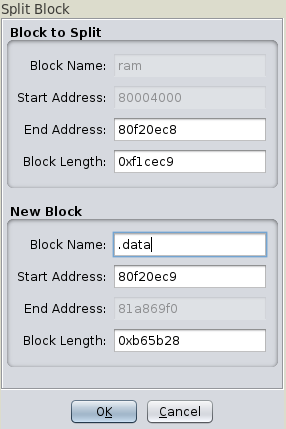 Split Block
Block to Split
Block Name: ram
Start Address: 80004000
End Address: 80f20ec8
Block Length: 0xf1cec9
New Block
Block Name: .data
Start Address: 80f20ec9
End Address: 81a869f0
Block Length: 0xb65b28
OK Cancel